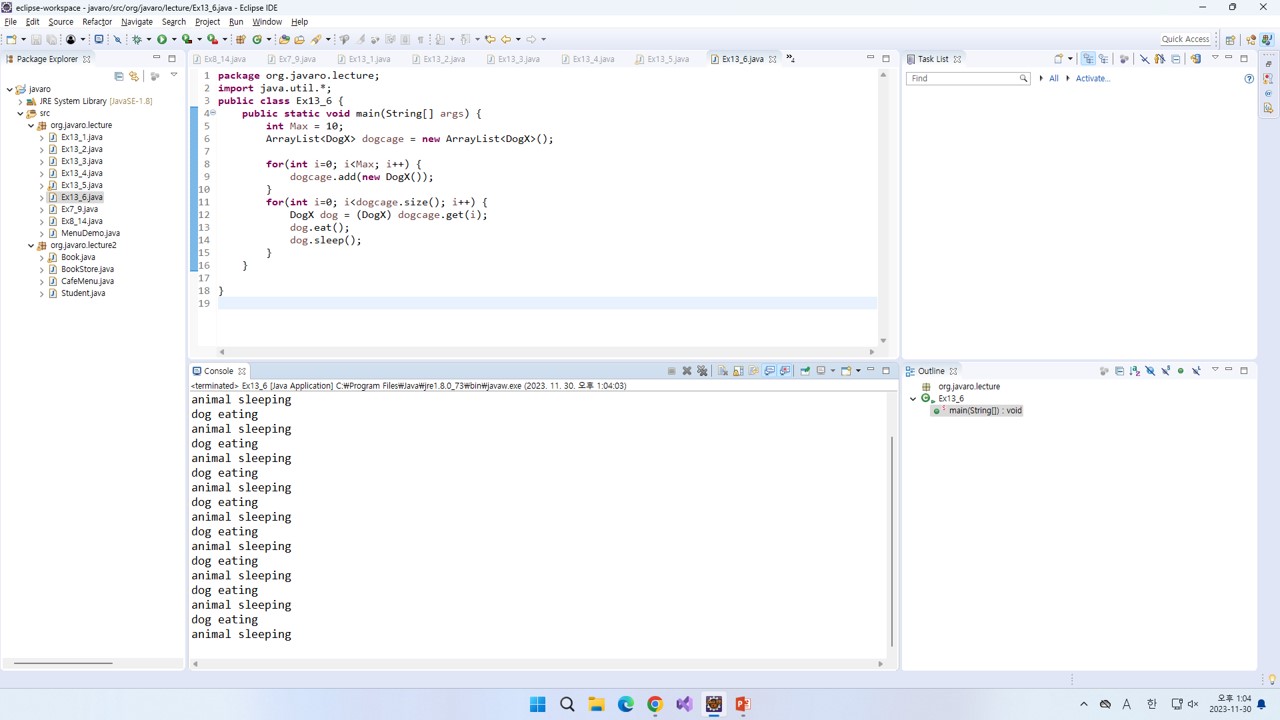 eclipse-workspace - javaro/src/org/javaro/lecture/Ex13_6.java - Eclipse IDE
File Edit Source Refactor Navigate Search Project Run Window Help
Quick Access
Package Explorer
javaro
JRE System Library [JavaSE-1.8]
src
org.javaro.lecture
Ex13_1.java
Ex13_2.java
Ex13_3.java
Ex13_4.java
Ex13_5.java
Ex13_6.java
Ex7_9.java
Ex8_14.java
MenuDemo.java
org.javaro.lecture2
Book.java
BookStore.java
CafeMenu.java
Student.java
Ex8_14.java Ex7_9.java Ex13_1.java Ex13_2.java Ex13_3.java Ex13_4.java Ex13_5.java Ex13_6.java
1 package org.javaro.lecture;
2 import java.util.*;
3 public class Ex13_6 {
4 public static void main(String[] args) {
5 int Max = 10;
6 ArrayList<DogX> dogcage = new ArrayList<DogX>();
7
8 for(int i=0; i<Max; i++) {
9 dogcage.add(new DogX());
10 }
11 for(int i=0; i<dogcage.size(); i++) {
12 DogX dog = (DogX) dogcage.get(i);
13 dog.eat();
14 dog.sleep();
15 }
16 }
17
18 }
19
Console
<terminated> Ex13_6 [Java Application] C:₩Program Files₩Java₩jre1.8.0_73₩bin₩javaw.exe (2023. 11. 30. 오후 1:04:03)
animal sleeping
dog eating
animal sleeping
dog eating
animal sleeping
dog eating
animal sleeping
dog eating
animal sleeping
dog eating
animal sleeping
dog eating
animal sleeping
dog eating
animal sleeping
dog eating
animal sleeping
Task List
Find All Activate...
Outline
org.javaro.lecture
Ex13_6
main(String[]) : void
A 한
오후 1:04
2023-11-30